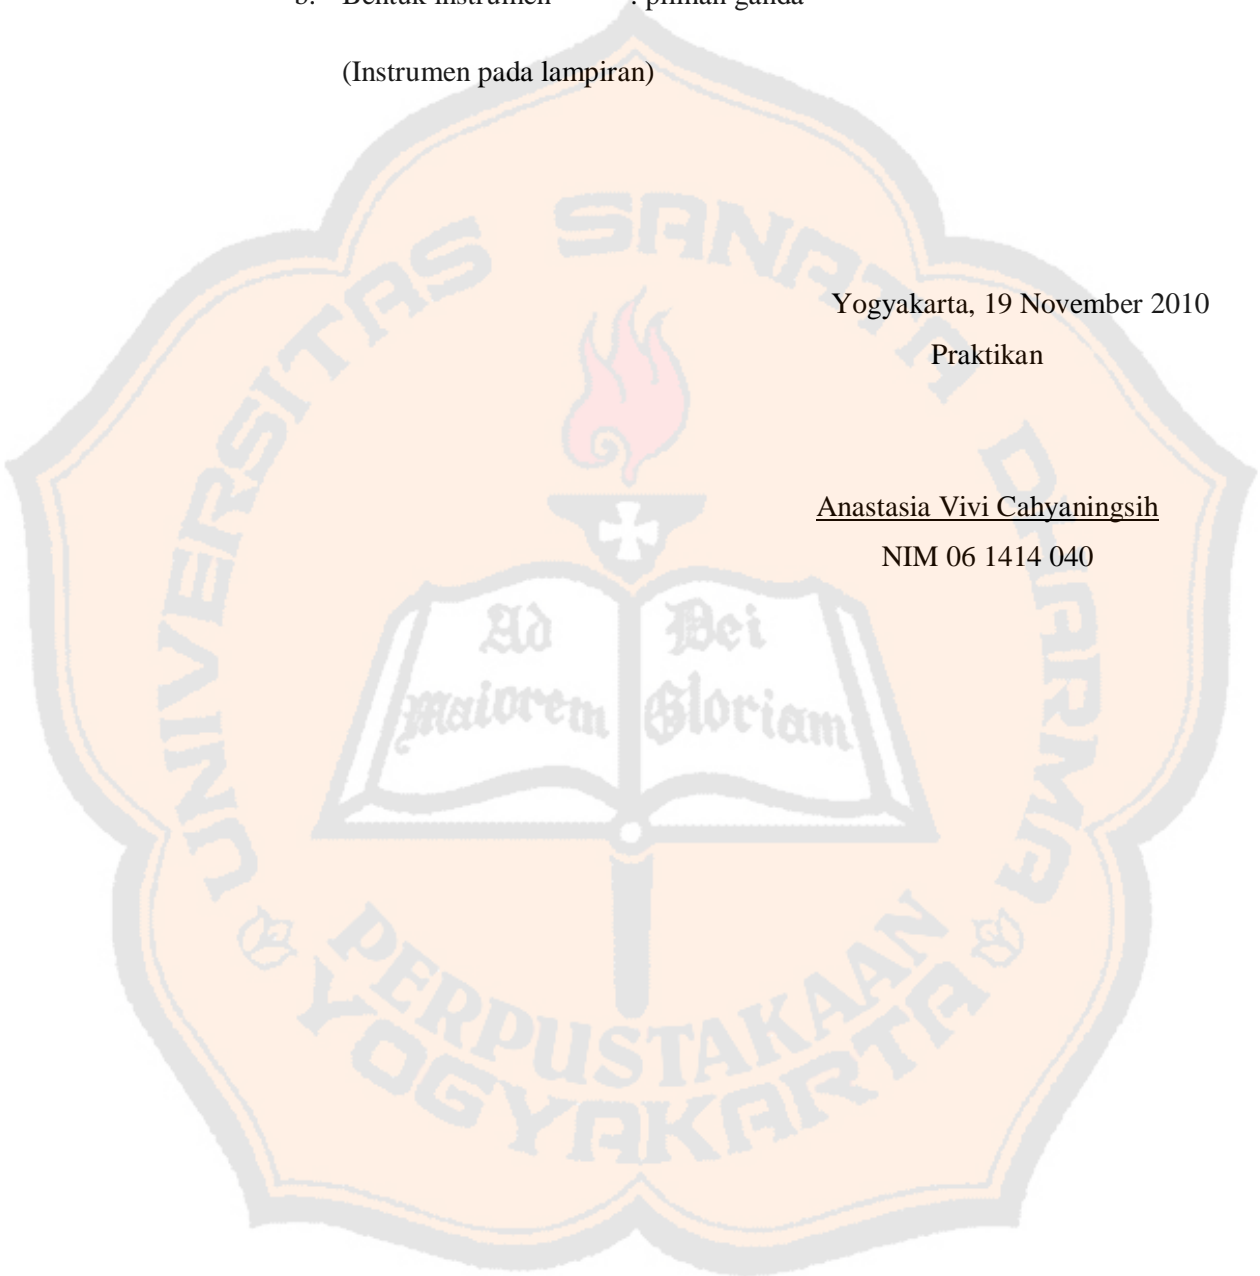 b. Bentuk instrumen : pilihan ganda
(Instrumen pada lampiran)
Yogyakarta, 19 November 2010
Praktikan
Anastasia Vivi Cahyaningsih
NIM 06 1414 040
UNIVERSITAS SANATA DHARMA
Ad Dei
Maiorem Gloriam
PERPUSTAKAAN
YOGYAKARTA